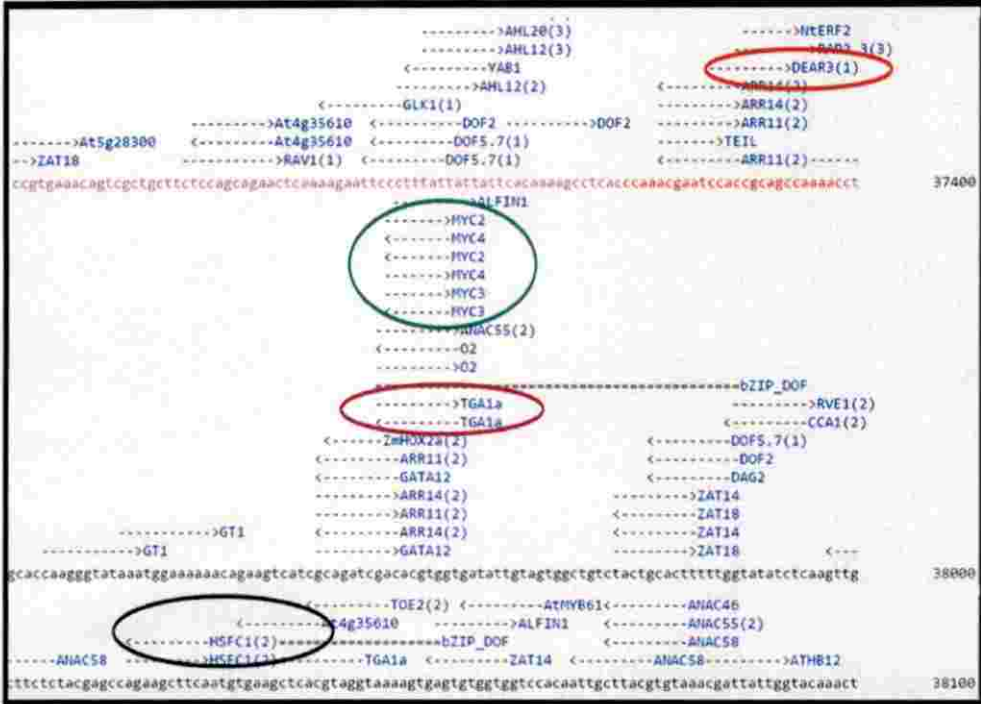 -------->AHL20(3) ------>NtERF2
-------->AHL12(3) -------->RAP2.3(3)
<--------YAB1 -------->DEAR3(1)
-------->AHL12(2) <--------ARR14(2)
<--------GLK1(1) -------->ARR14(2)
-------->At4g35610 <--------DOF2 -------->DOF2 -------->ARR11(2)
-------->At5g28300 <--------At4g35610 <--------DOF5.7(1) ------>TEIL
-->ZAT18 ---------->RAV1(1) <--------DOF5.7(1) <--------ARR11(2)------
ccgtgaaacagtcgctgcttctccagcagaactcaaaagaattccctttattattattcacaaaagcctcacccaaacgaatccaccgcagccaaaacct 37400
-------->ALFIN1
------->MYC2
<-------MYC4
<-------MYC2
------->MYC4
------->MYC3
<-------MYC3
-------->ANAC55(2)
<--------O2
-------->O2
==============================bZIP_DOF
-------->TGA1a -------->RVE1(2)
<--------TGA1a <--------CCA1(2)
<------ZmHOX2a(2) <--------DOF5.7(1)
<--------ARR11(2) <--------DOF2
<--------GATA12 <--------DAG2
-------->ARR14(2) -------->ZAT14
-------->ARR11(2) <--------ZAT18
---------->GT1 <--------ARR14(2) <--------ZAT14
---------->GT1 -------->GATA12 -------->ZAT18 <---
gcaccaagggtataaatggaaaaaacagaagtcatcgcagatcgacacgtggtgatattgtagtggctgtctactgcactttttggtatatctcaagttg 38000
<--------TOE2(2) <--------AtMYB61<--------ANAC46
<--------At4g35610 -------->ALFIN1 <--------ANAC55(2)
<--------HSFC1(2)==================bZIP_DOF <--------ANAC58
------ANAC58 -------->HSFC1(2) -------->TGA1a <--------ZAT14 <--------ANAC58-------->ATHB12
cttctctacgagccagaagcttcaatgtgaagctcacgtaggtaaaagtgagtgtggtggtccacaattgcttacgtgtaaacgattattggtacaaact 38100